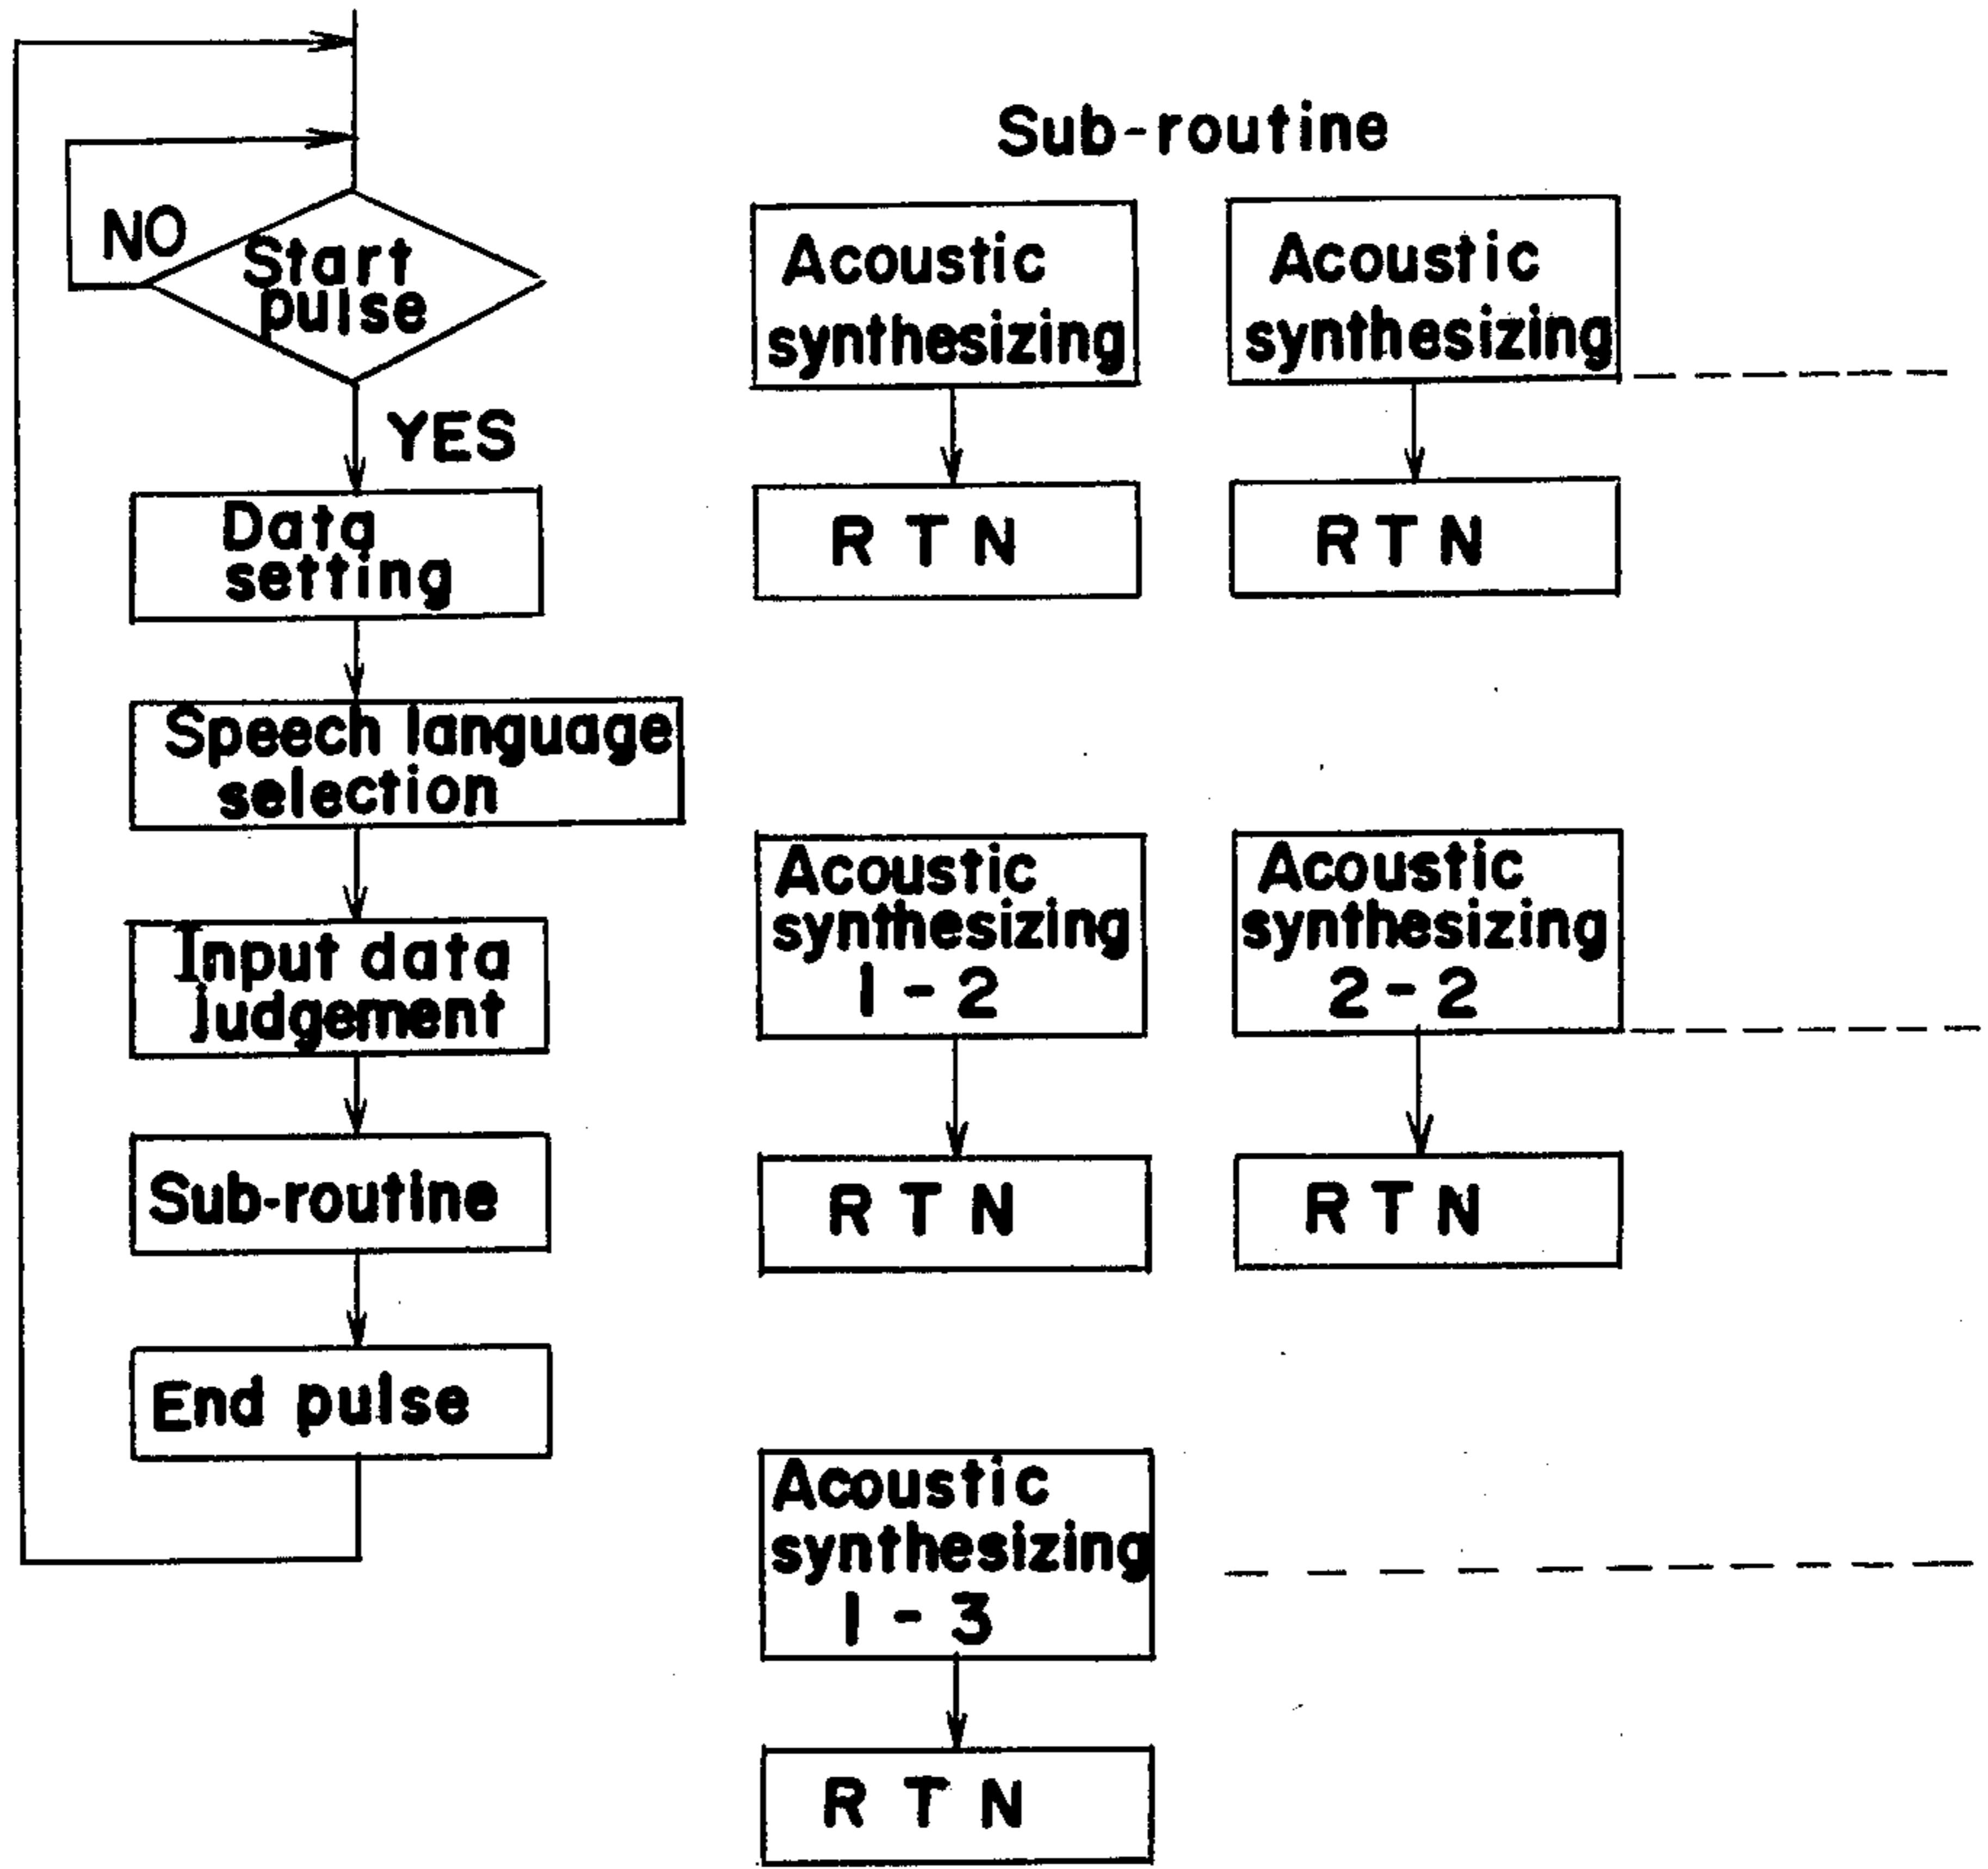 NO
Start
pulse
YES
Data
setting
Speech language
selection
Input data
judgement
Sub-routine
End pulse
Sub-routine
Acoustic
synthesizing
RTN
Acoustic
synthesizing
RTN
Acoustic
synthesizing
1-2
RTN
Acoustic
synthesizing
2-2
RTN
Acoustic
synthesizing
1-3
RTN